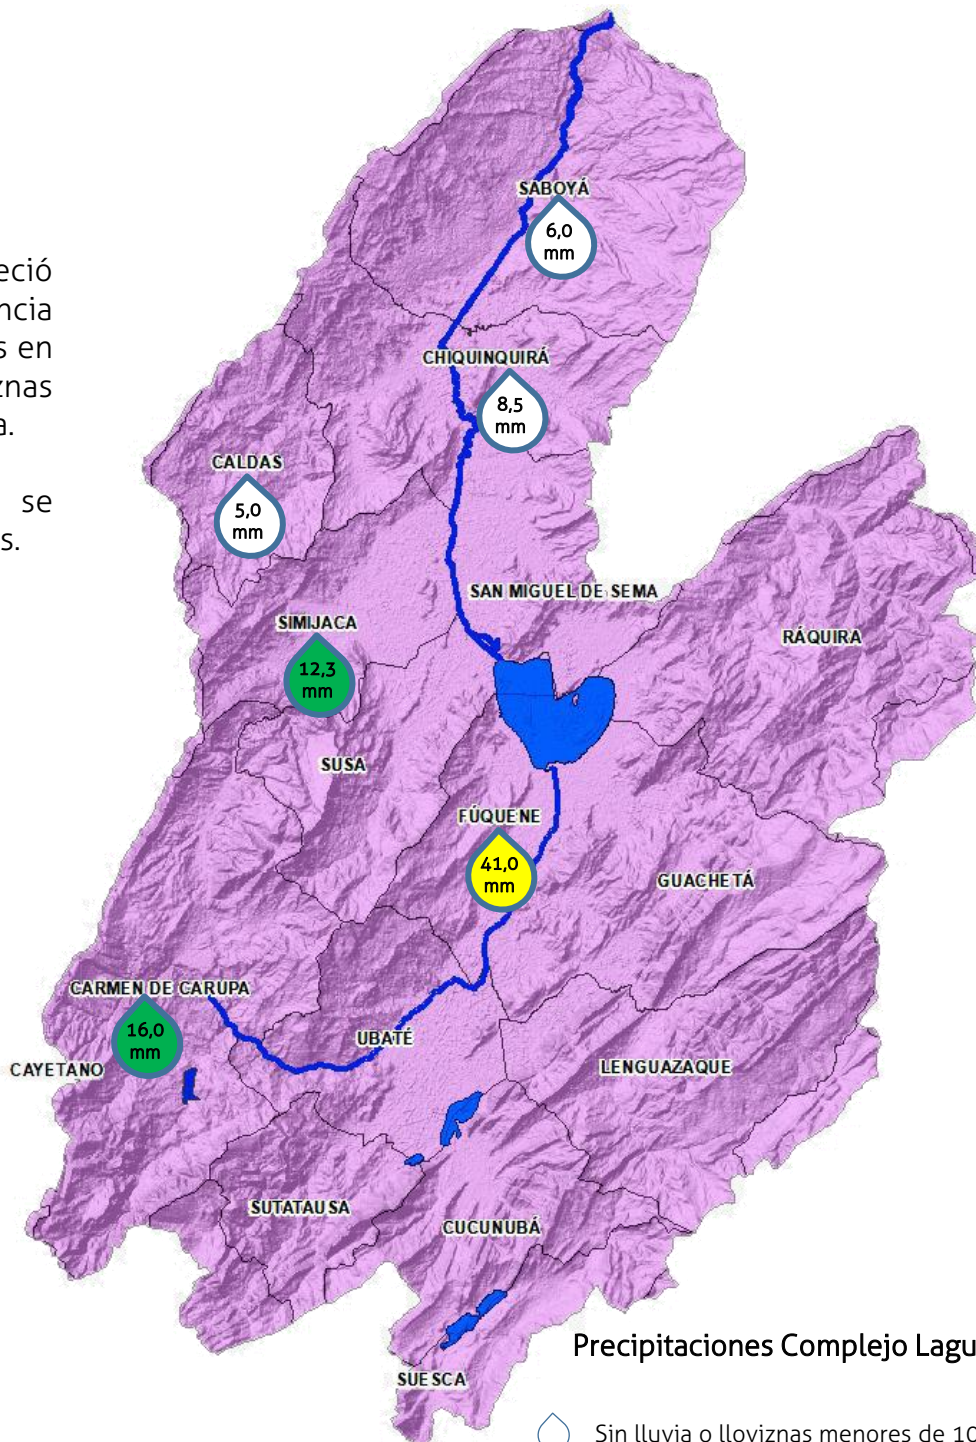 SABOYÁ
6,0
mm
eció
ncia
s en
znas
a.
se
s.
CHIQUINQUIRÁ
8,5
mm
CALDAS
5,0
mm
SAN MIGUEL DE SEMA
SIMIJACA
12,3
mm
RÁQUIRA
SUSA
FÚQUENE
41,0
mm
GUACHETÁ
CARMEN DE CARUPA
16,0
mm
UBATÉ
CAYETANO
LENGUAZAQUE
SUTATAUSA
CUCUNUBÁ
Precipitaciones Complejo Lagu
SUESCA
Sin lluvia o lloviznas menores de 10